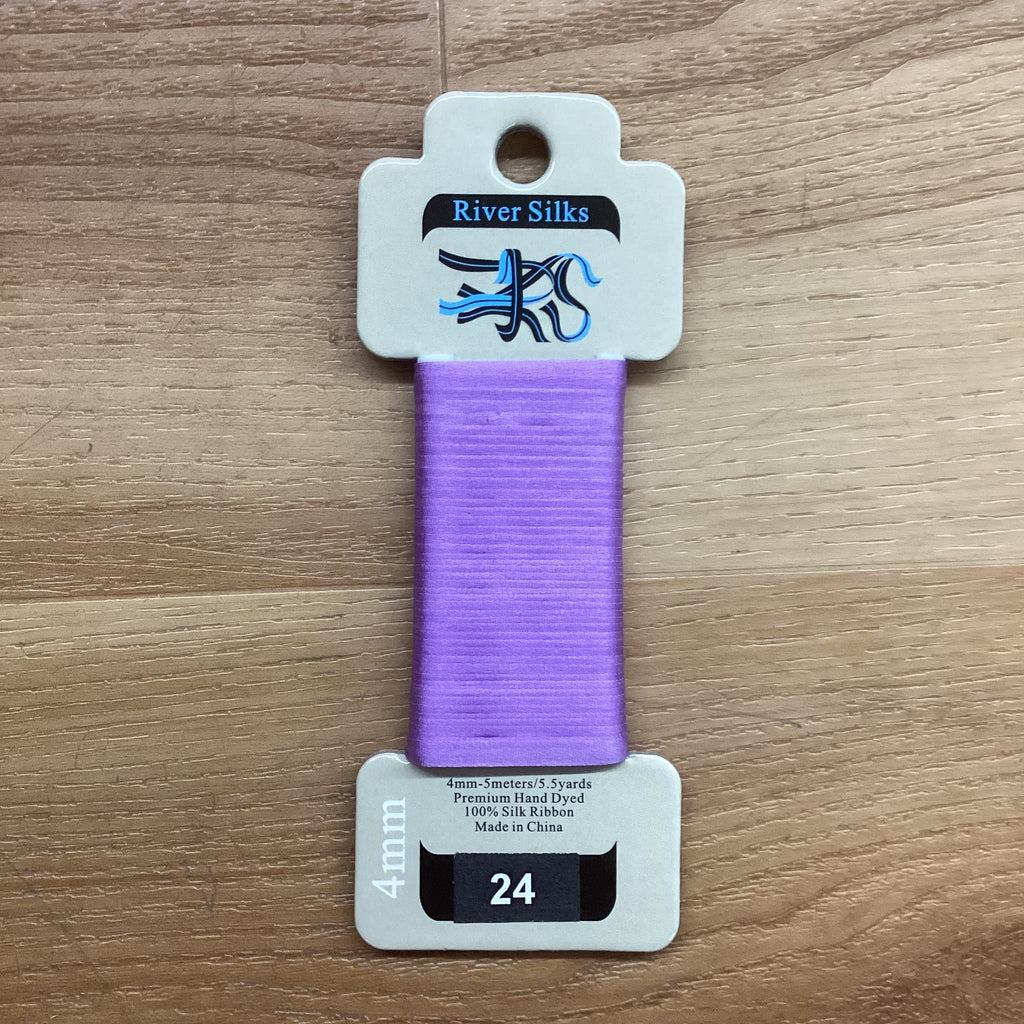 River Silks
4mm-5meters/5.5yards
Premium Hand Dyed
100% Silk Ribbon
Made in China
4mm
24